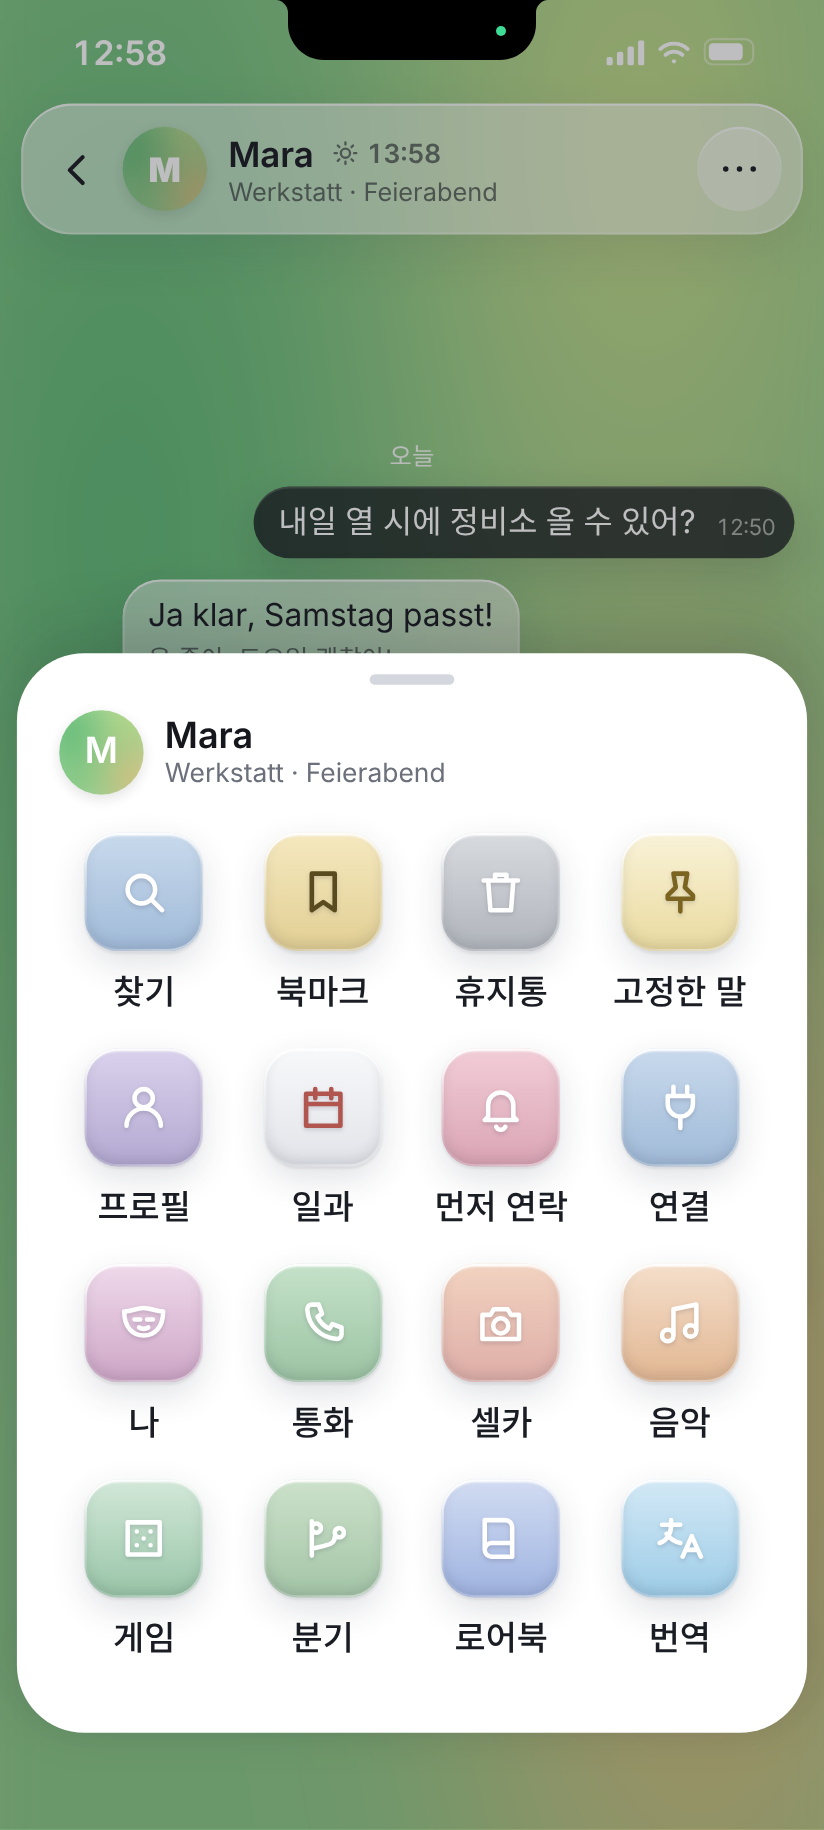 12:58
M
Mara 13:58
Werkstatt · Feierabend
오늘
내일 열 시에 정비소 올 수 있어? 12:50
Ja klar, Samstag passt!
M
Mara
Werkstatt · Feierabend
찾기 북마크 휴지통 고정한 말
프로필 일과 먼저 연락 연결
나 통화 셀카 음악
게임 분기 로어북 번역